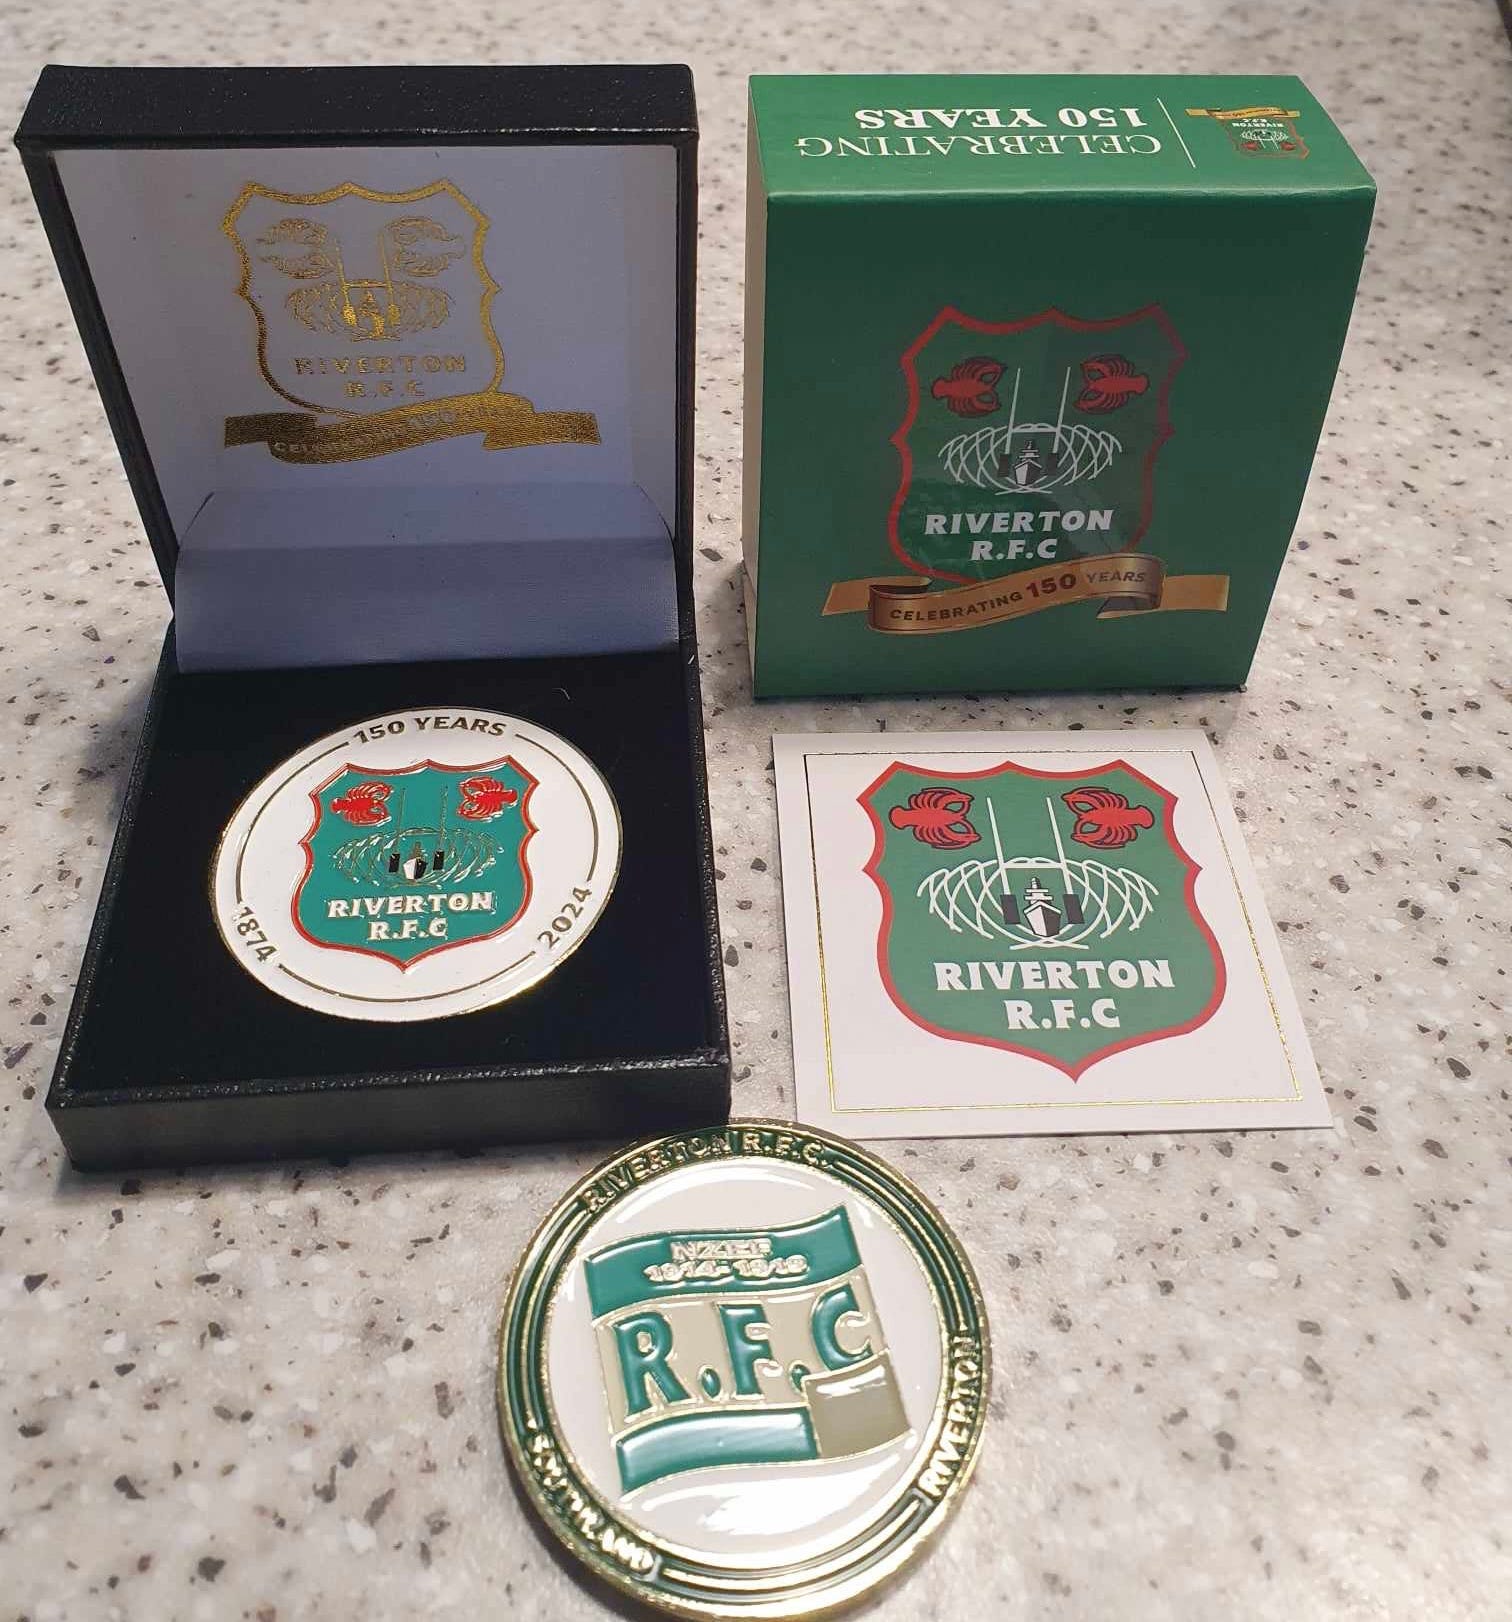 RIVERTON
R.F.C
CELEBRATING 150 YEARS
150 YEARS
RIVERTON
R.F.C
1874
2024
CELEBRATING
150 YEARS
RIVERTON
R.F.C
RIVERTON
R.F.C
CELEBRATING 150 YEARS
RIVERTON
R.F.C
RIVERTON R.F.C.
NZEF
1914-1918
R.F.C
SOUTHLAND
RIVERTON